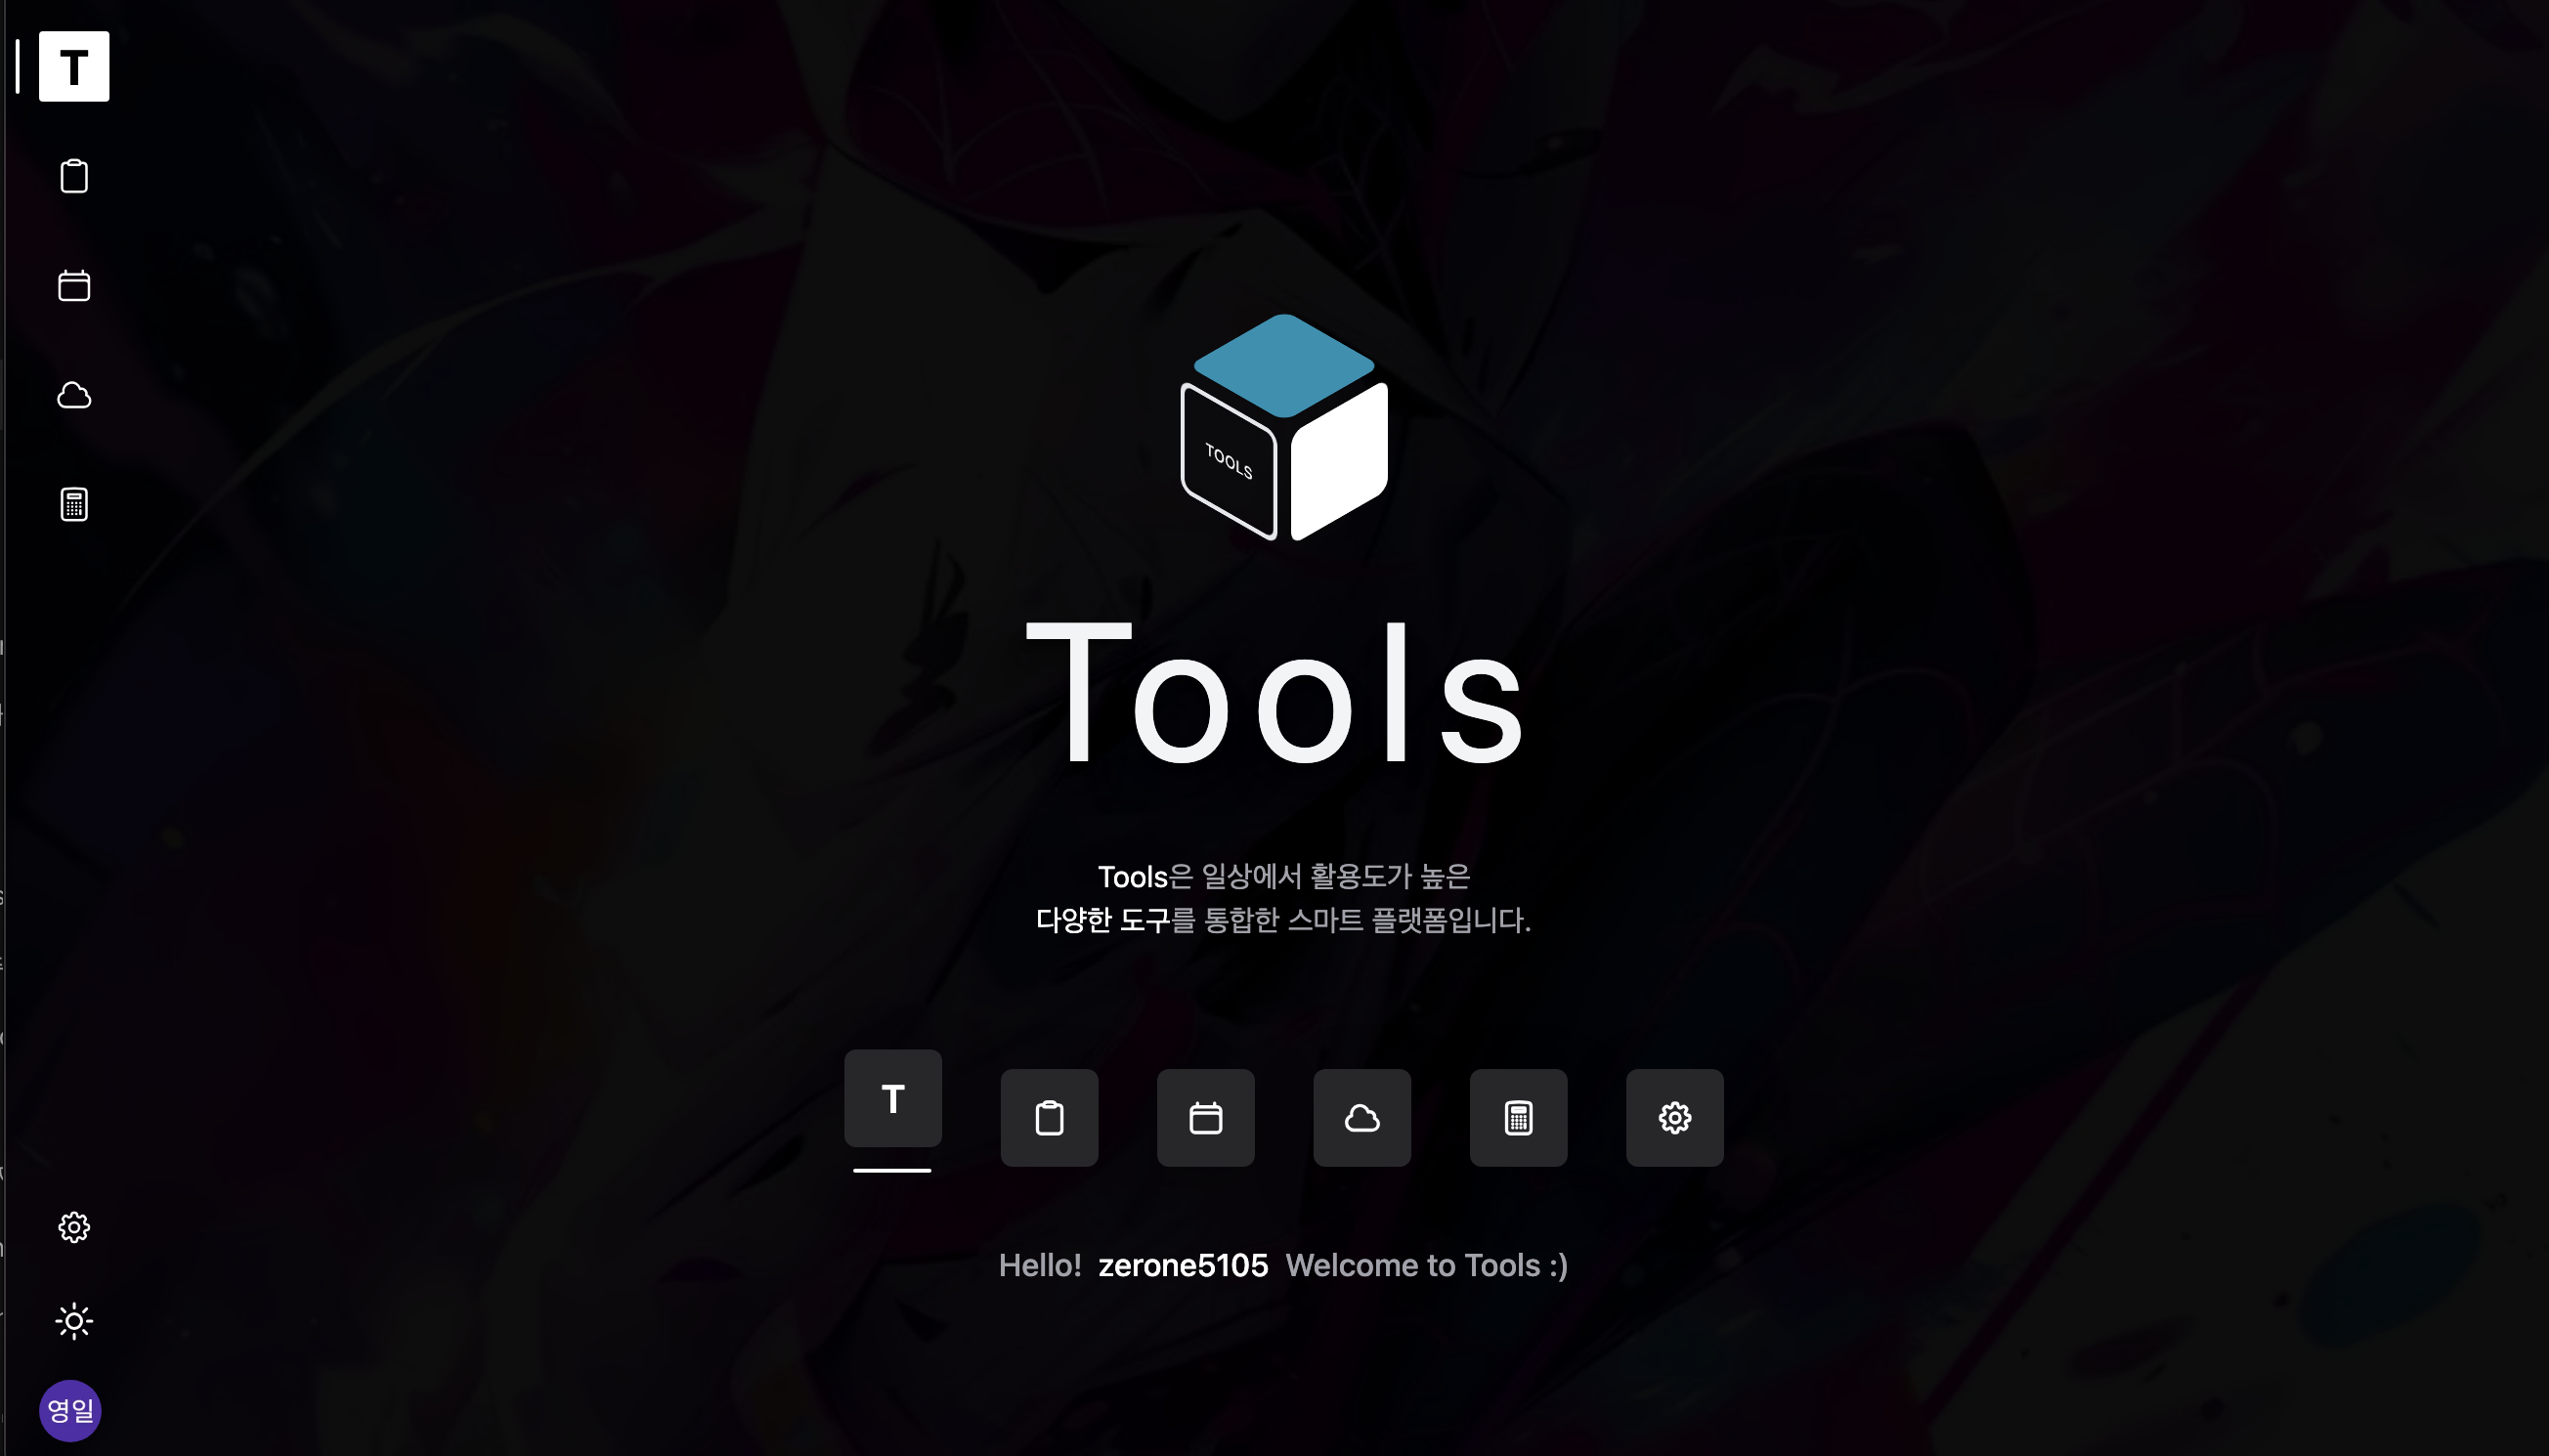 T
TOOLS
Tools
Tools은 일상에서 활용도가 높은
다양한 도구를 통합한 스마트 플랫폼입니다.
T
Hello! zerone5105 Welcome to Tools :)
영일